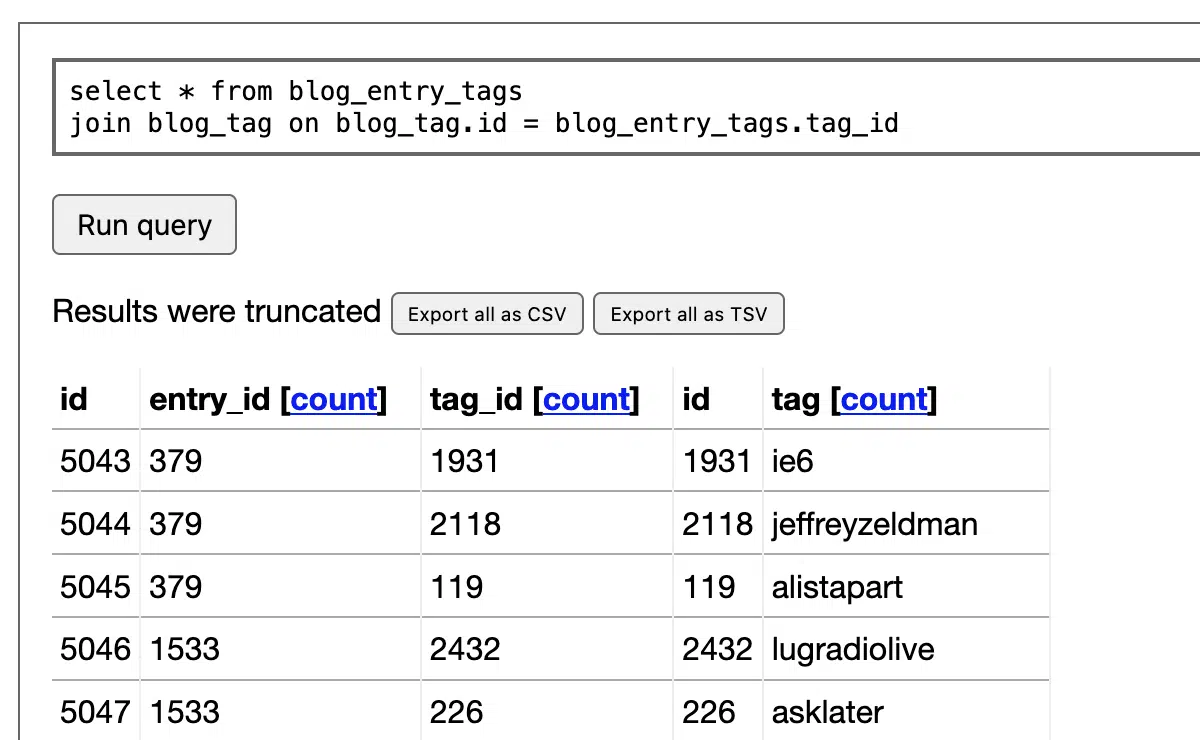 select * from blog_entry_tags
join blog_tag on blog_tag.id = blog_entry_tags.tag_id
Run query
Results were truncated Export all as CSV Export all as TSV
id entry_id [count] tag_id [count] id tag [count]
5043 379 1931 1931 ie6
5044 379 2118 2118 jeffreyzeldman
5045 379 119 119 alistapart
5046 1533 2432 2432 lugradiolive
5047 1533 226 226 asklater